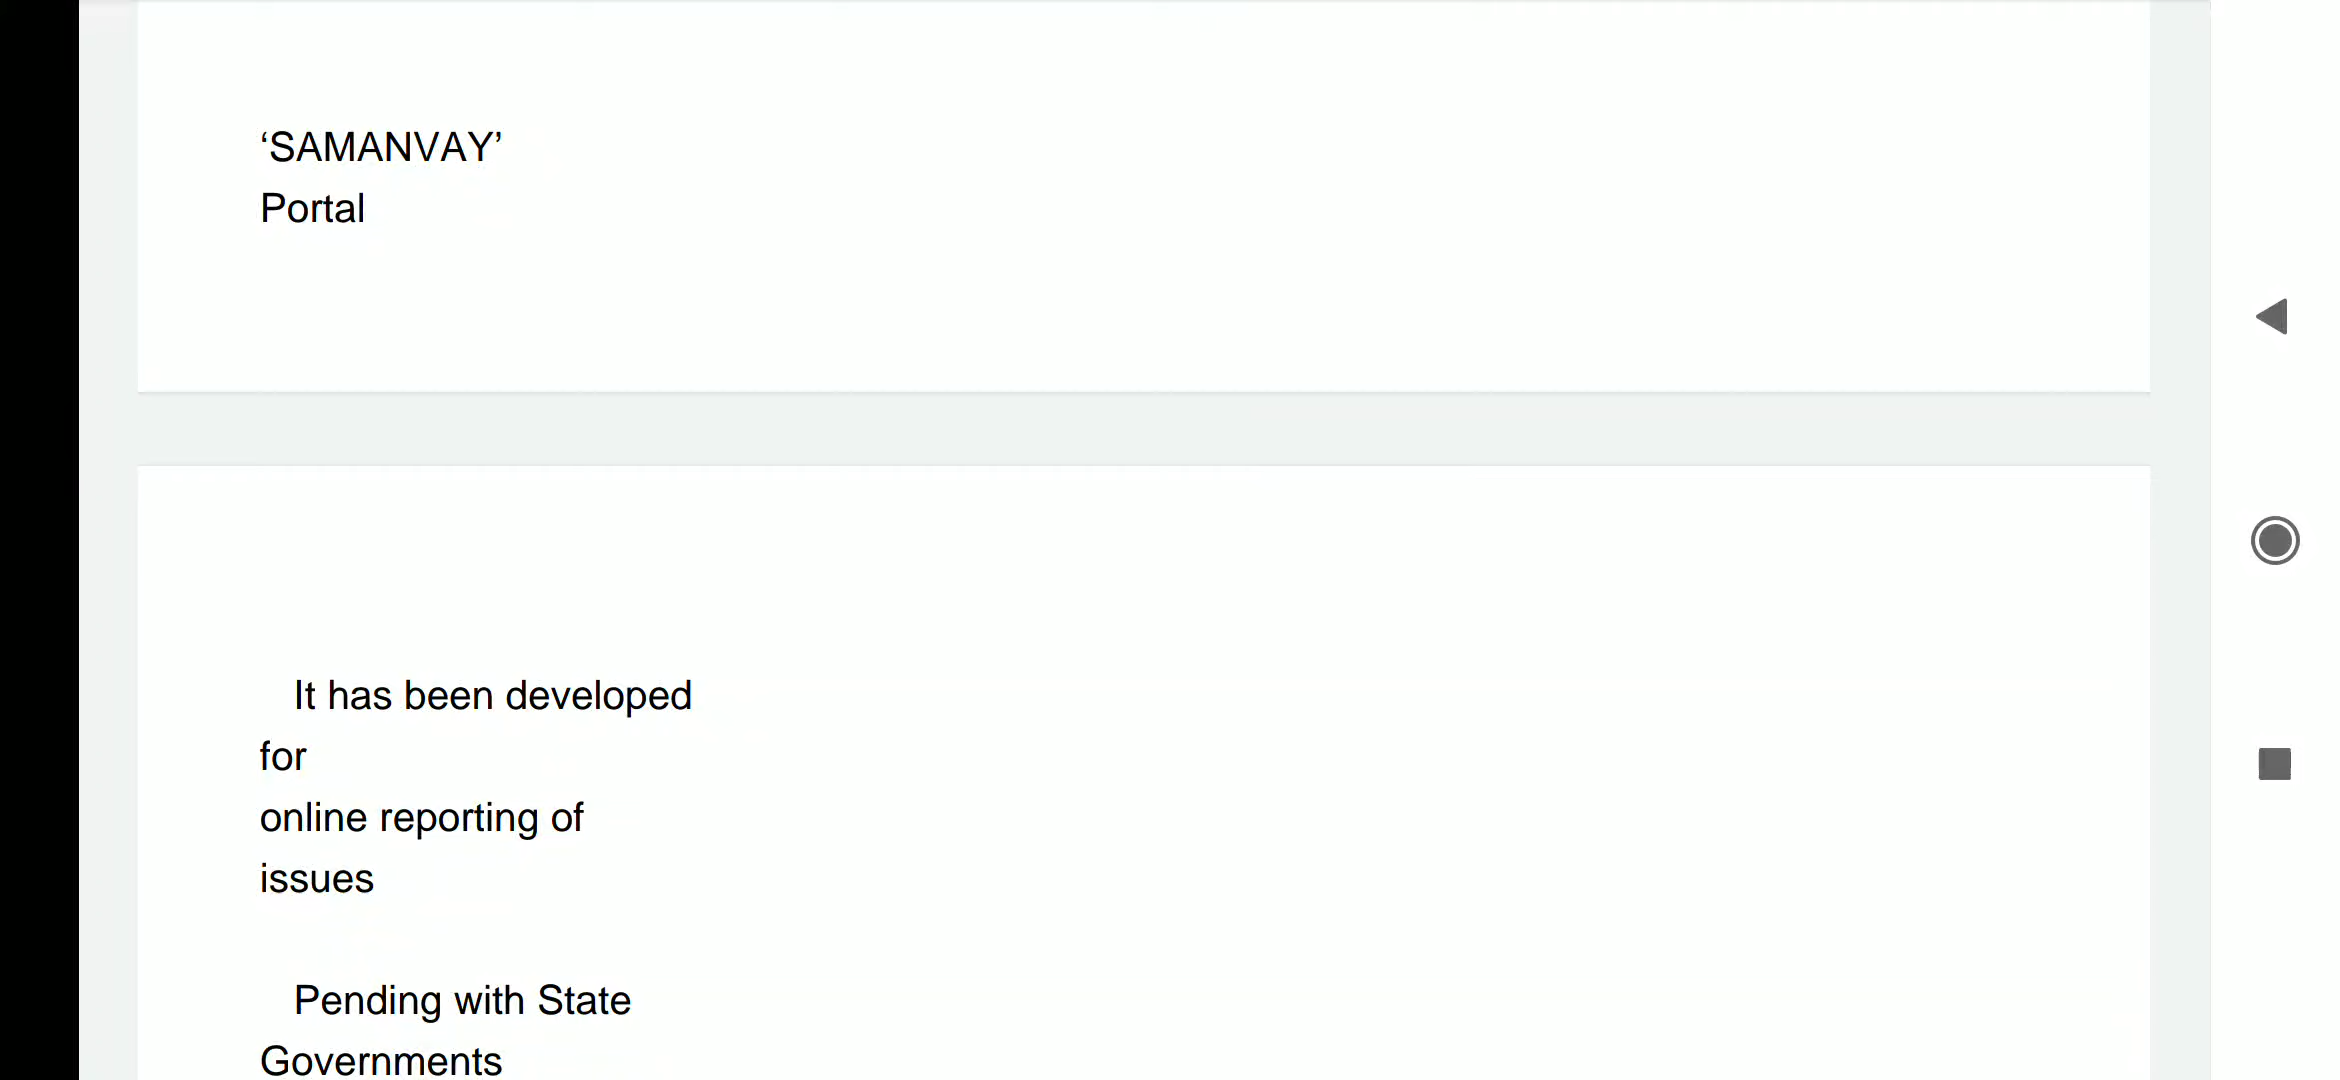 ‘SAMANVAY’
Portal
It has been developed
for
online reporting of
issues
Pending with State
Governments